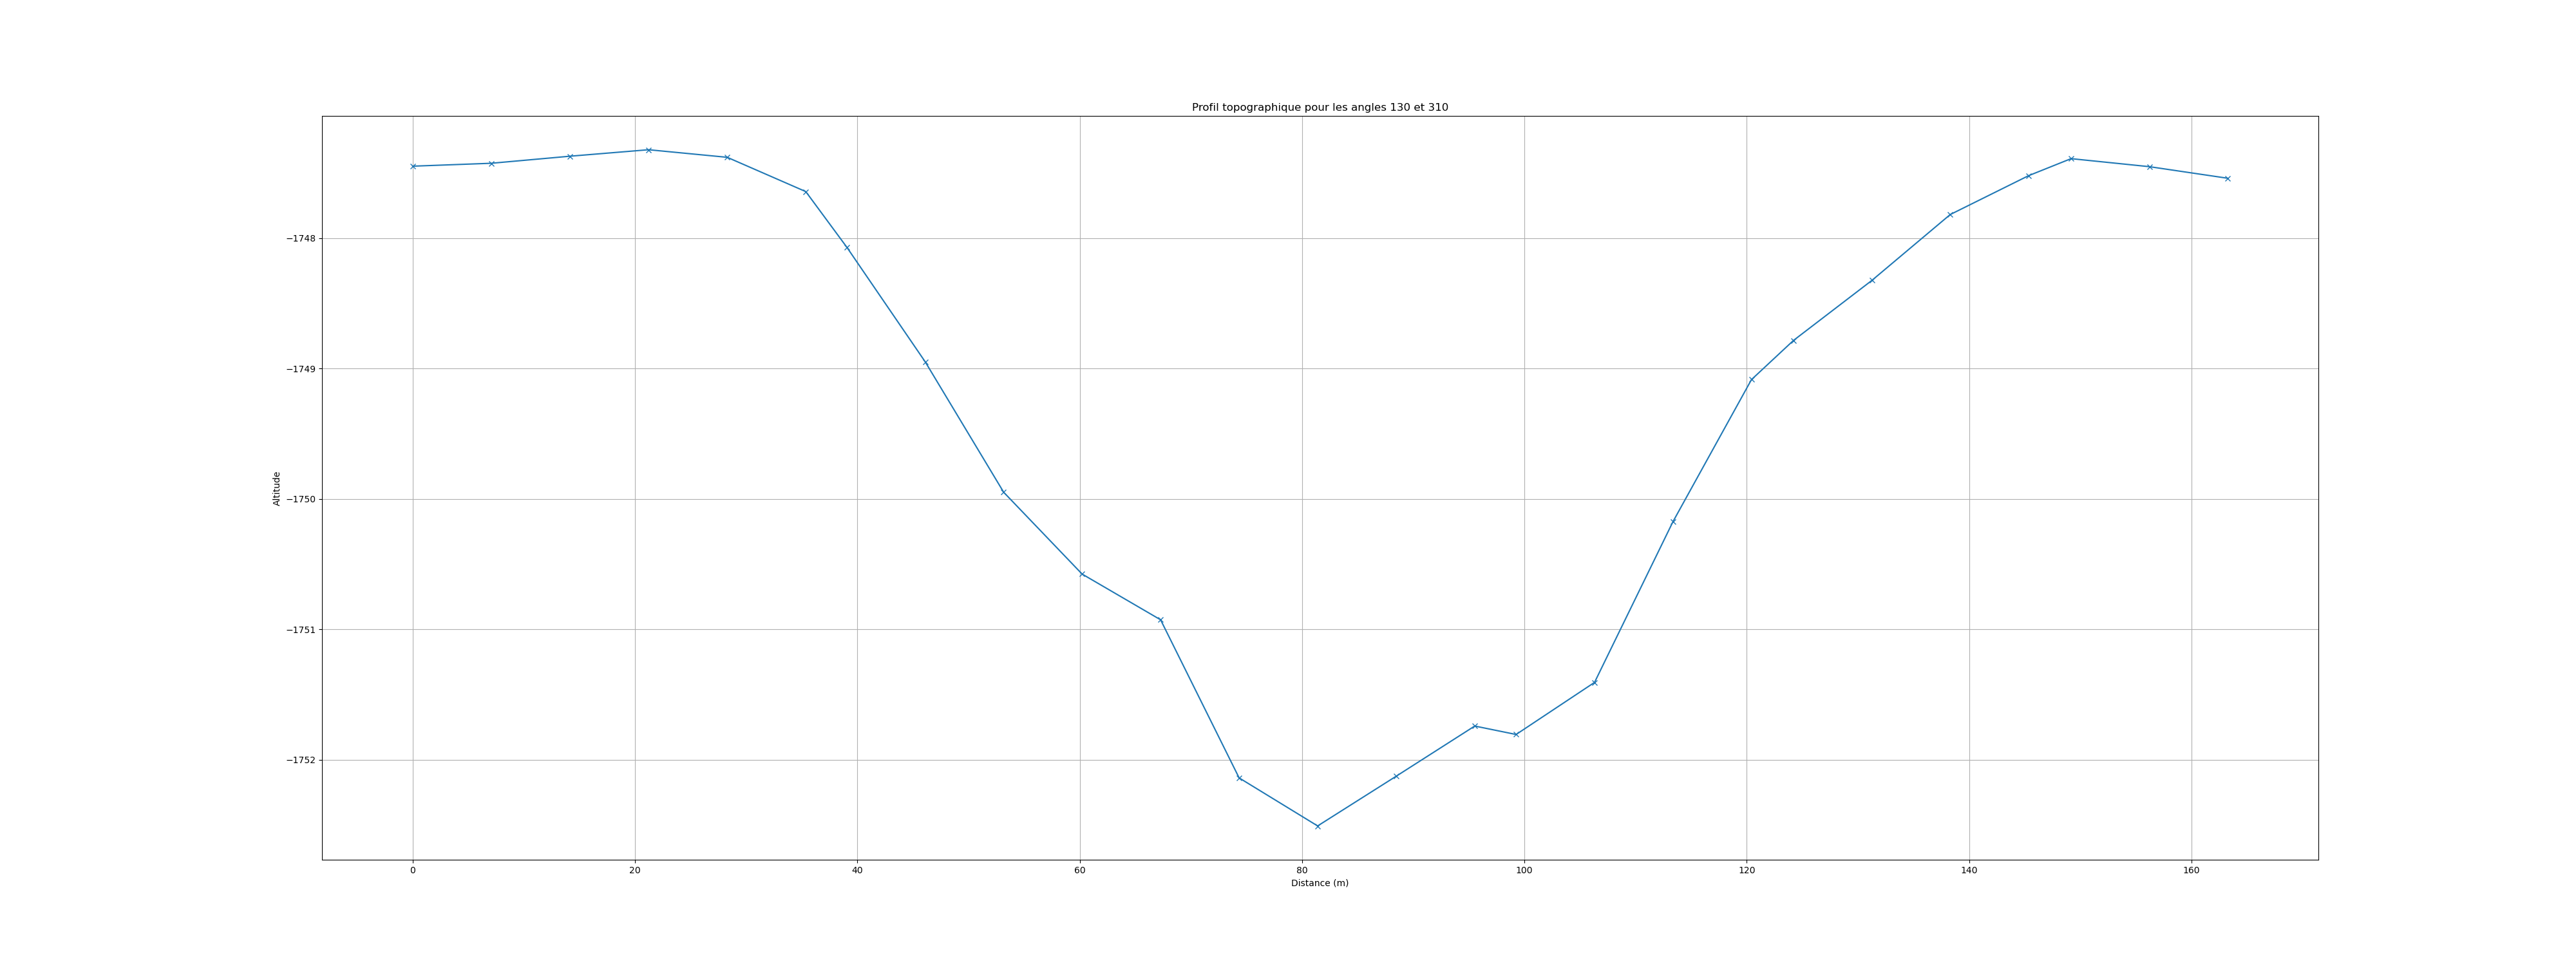 Profil topographique pour les angles 130 et 310
Altitude
−1748
−1749
−1750
−1751
−1752
0 20 40 60 80 100 120 140 160
Distance (m)